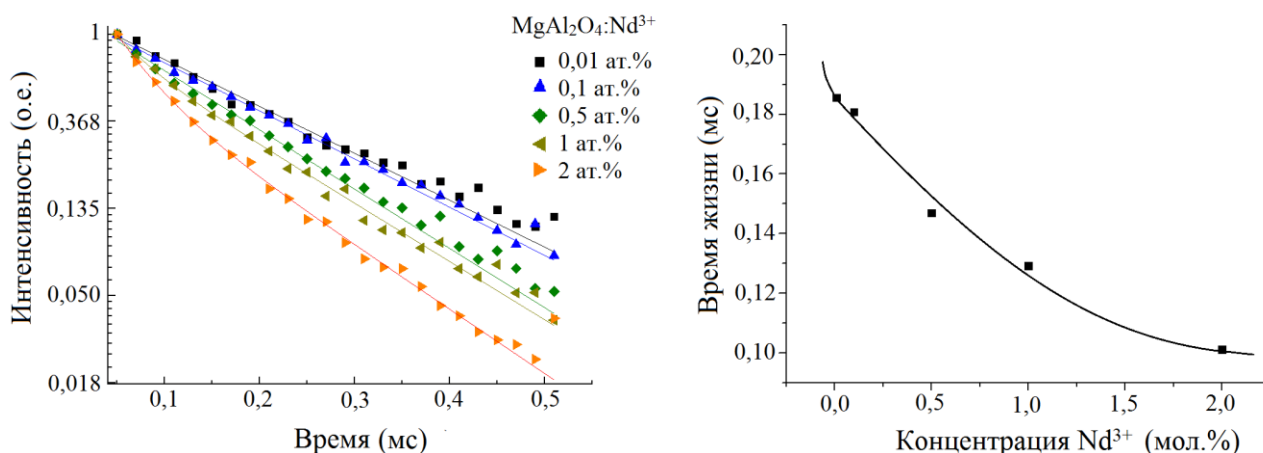 MgAl₂O₄:Nd³⁺
0,01 ат.%
0,1 ат.%
0,5 ат.%
1 ат.%
2 ат.%
Интенсивность (о.е.)
1
0,368
0,135
0,050
0,018
0,1
0,2
0,3
0,4
0,5
Время (мс)
Время жизни (мс)
0,20
0,18
0,16
0,14
0,12
0,10
0,0
0,5
1,0
1,5
2,0
Концентрация Nd³⁺ (мол.%)